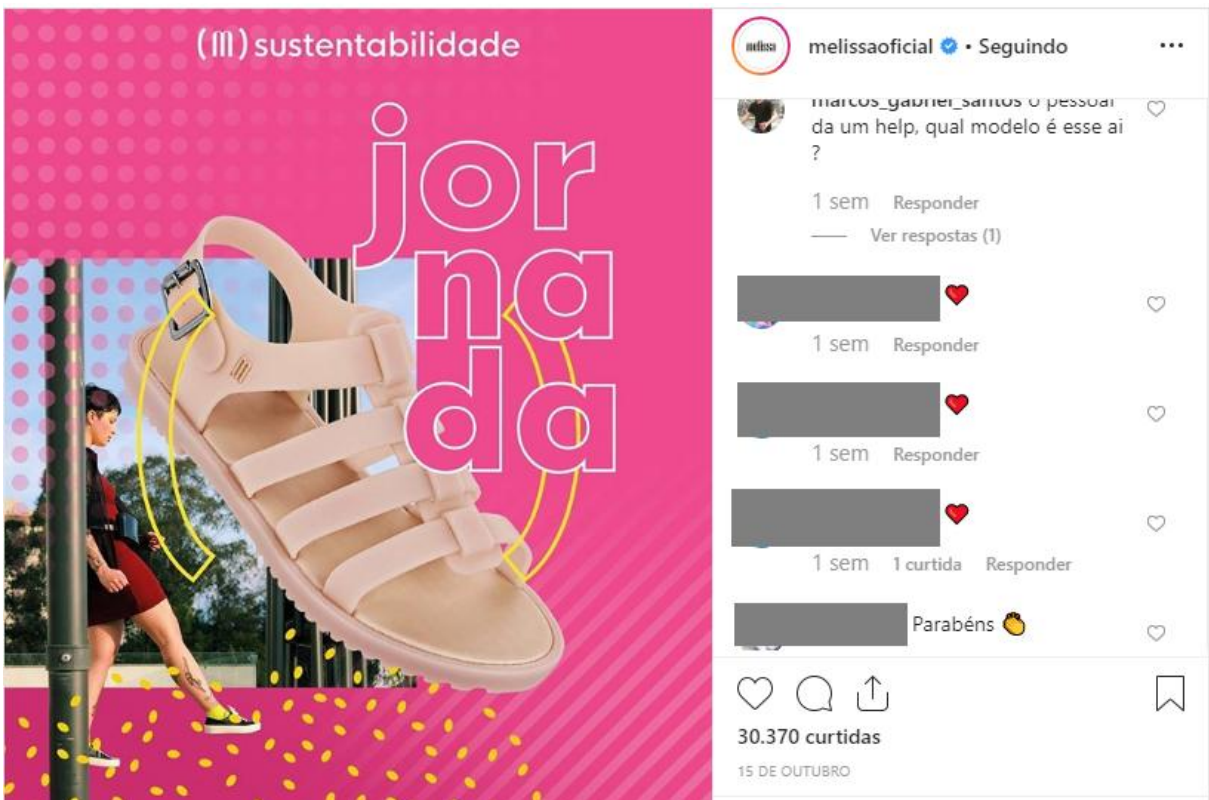 (m) sustentabilidade
jor
na
da
melissa
melissaoficial • Seguindo
marcos_gabriel_santos o pessoal
da um help, qual modelo é esse ai
?
1 sem Responder
Ver respostas (1)
1 sem Responder
1 sem Responder
1 sem 1 curtida Responder
Parabéns
30.370 curtidas
15 DE OUTUBRO